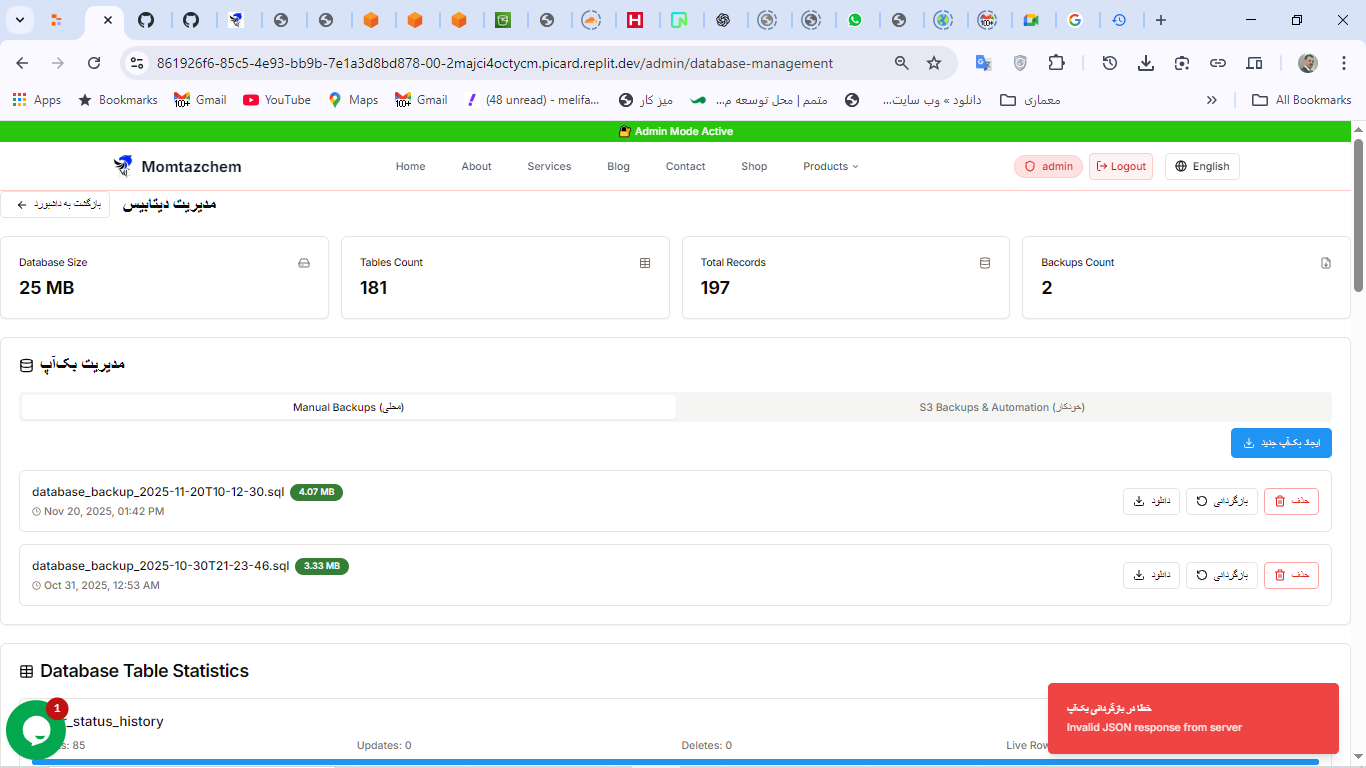 861926f6-85c5-4e93-bb9b-7e1a3d8bd878-00-2majci4octycm.picard.replit.dev/admin/database-management
Apps
Bookmarks
100+ Gmail
YouTube
Maps
100+ Gmail
(48 unread) - melifa...
میز کار
متمم | محل توسعه م...
دانلود » وب سایت...
معماری
»
All Bookmarks
Admin Mode Active
Momtazchem
Home
About
Services
Blog
Contact
Shop
Products
admin
Logout
English
بازگشت به داشبورد
مدیریت دیتابیس
Database Size
25 MB
Tables Count
181
Total Records
197
Backups Count
2
مدیریت بک‌آپ
Manual Backups (محلی)
S3 Backups & Automation (خودکار)
ایجاد بک‌آپ جدید
database_backup_2025-11-20T10-12-30.sql 4.07 MB
Nov 20, 2025, 01:42 PM
دانلود
بازگردانی
حذف
database_backup_2025-10-30T21-23-46.sql 3.33 MB
Oct 31, 2025, 12:53 AM
دانلود
بازگردانی
حذف
Database Table Statistics
_status_history
: 85
Updates: 0
Deletes: 0
Live Row
1
خطا در بازگردانی بک‌آپ
Invalid JSON response from server